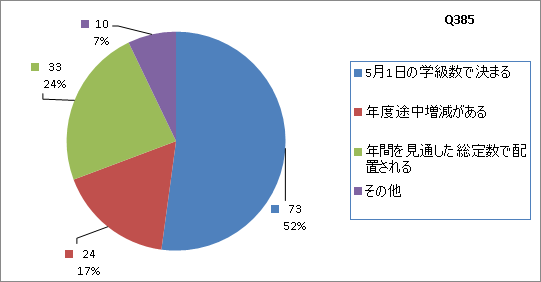 Q385
10
7%
33
24%
24
17%
73
52%
5月1日の学級数で決まる
年度途中増減がある
年間を見通した総定数で配
置される
その他